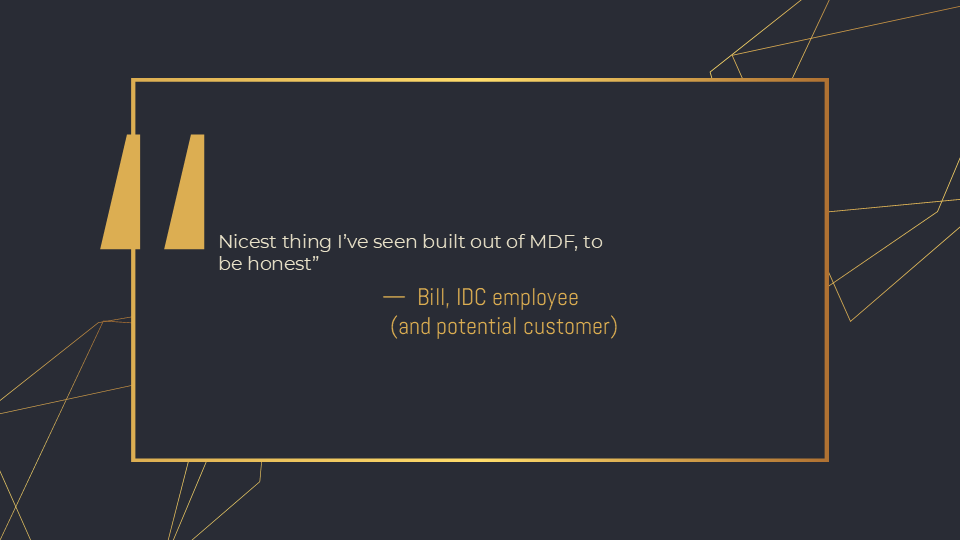 Nicest thing I’ve seen built out of MDF, to
be honest”
— Bill, IDC employee
(and potential customer)